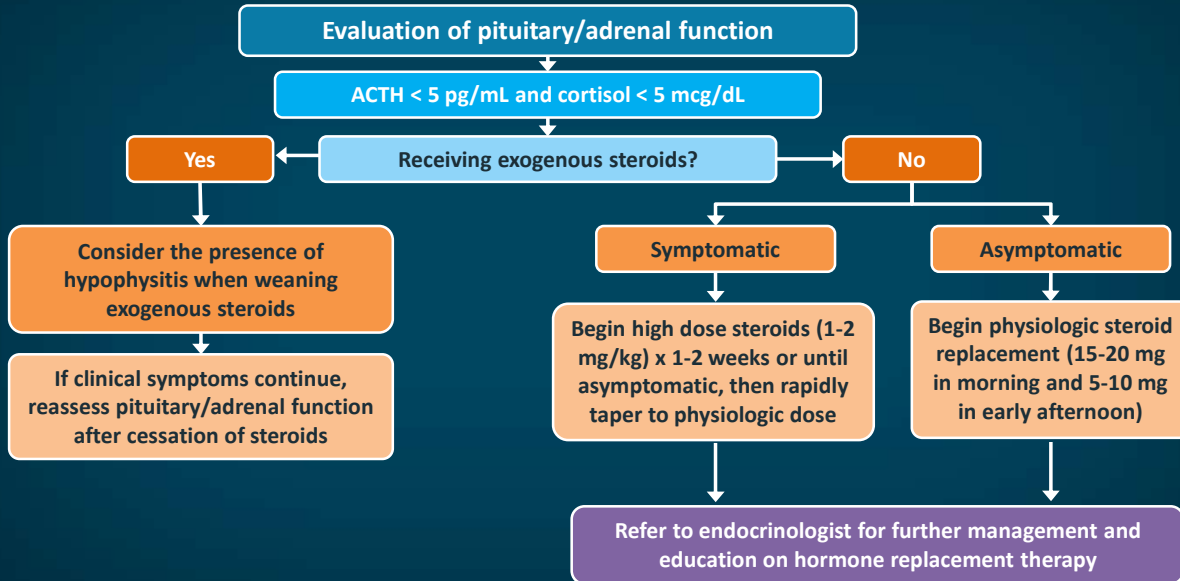 Evaluation of pituitary/adrenal function
ACTH < 5 pg/mL and cortisol < 5 mcg/dL
Yes
Receiving exogenous steroids?
No
Consider the presence of
hypophysitis when weaning
exogenous steroids
If clinical symptoms continue,
reassess pituitary/adrenal function
after cessation of steroids
Symptomatic
Asymptomatic
Begin high dose steroids (1-2
mg/kg) x 1-2 weeks or until
asymptomatic, then rapidly
taper to physiologic dose
Begin physiologic steroid
replacement (15-20 mg
in morning and 5-10 mg
in early afternoon)
Refer to endocrinologist for further management and
education on hormone replacement therapy